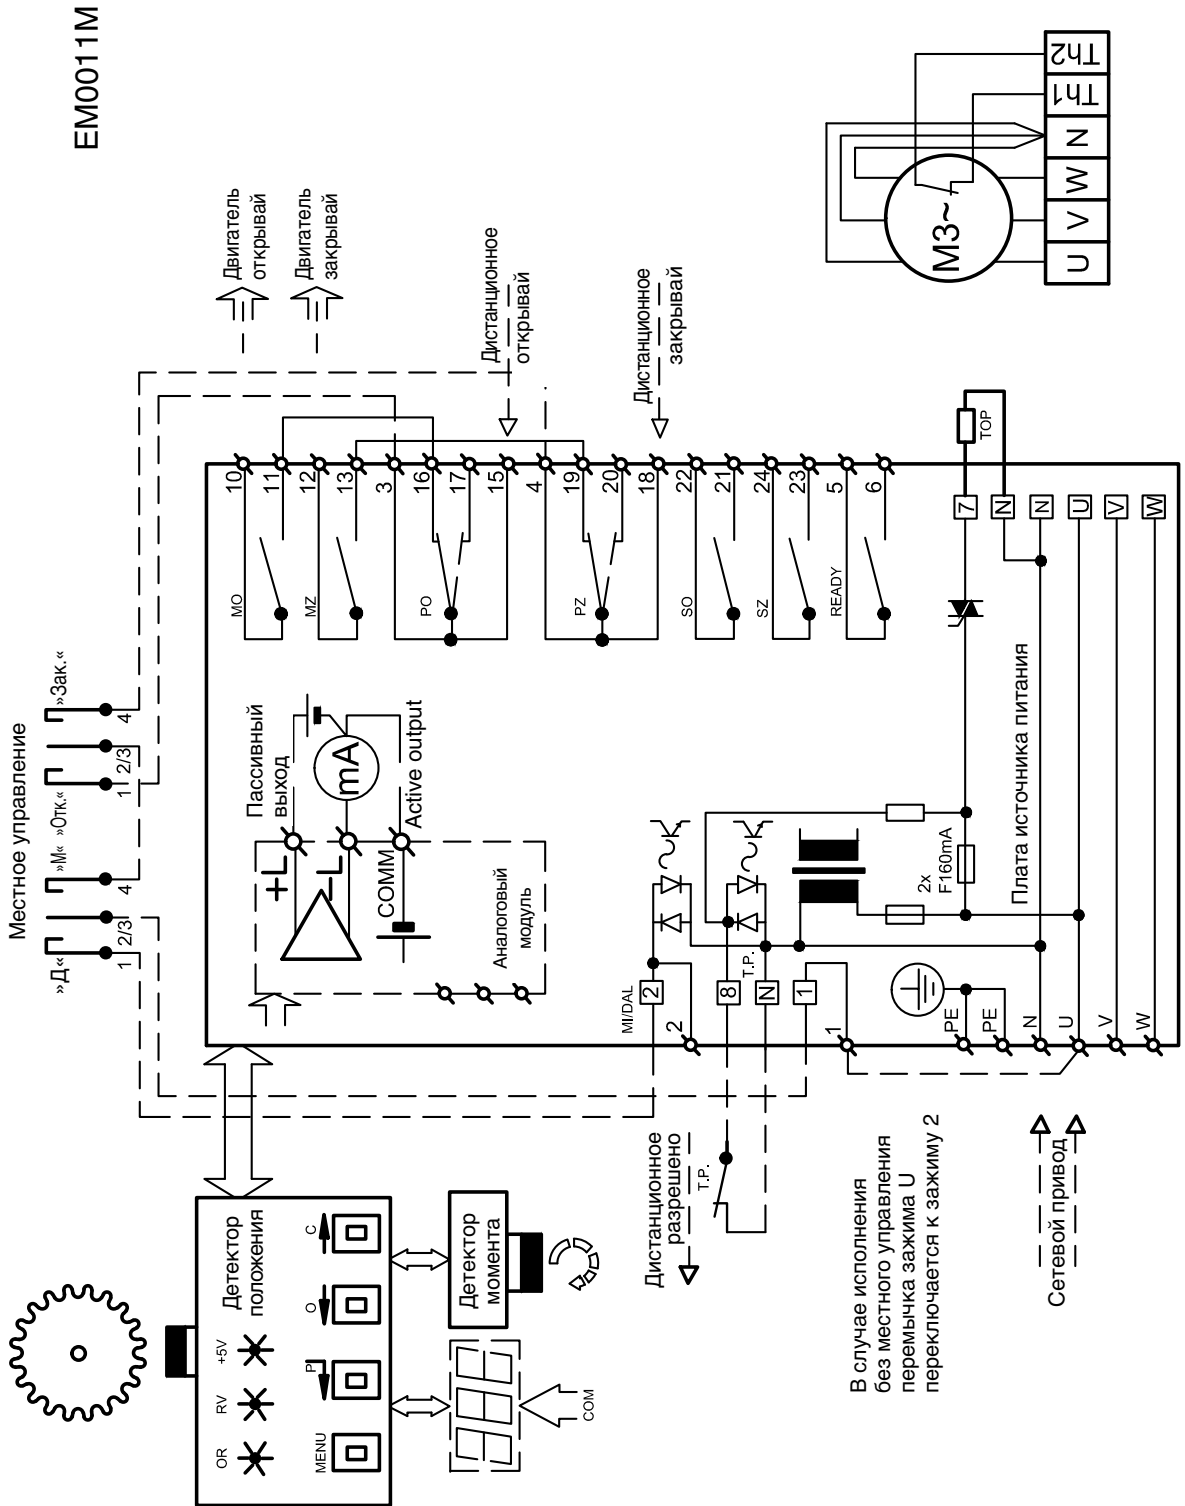 EM0011M
Местное управление
»Д«
»М«
»Отк.«
»Зак.«
1
2/3
4
1
2/3
4
Двигатель
открывай
Двигатель
закрывай
Дистанционное
открывай
Дистанционное
закрывай
10
11
12
13
3
16
17
15
4
19
20
18
22
21
24
23
5
6
MO
MZ
PO
PZ
SO
SZ
READY
Пассивный
выход
mA
Active output
+L
–L
COMM
Аналоговый
модуль
MI/DAL
2
2
8
Т.Р.
N
1
1
2x
F160mA
Плата источника питания
7
N
N
U
V
W
TOP
PE
PE
N
U
V
W
M3~
U
V
W
N
Th1
Th2
Детектор
положения
OR
RV
+5V
MENU
P
O
C
Детектор
момента
COM
Дистанционное
разрешено
Т.Р.
В случае исполнения
без местного управления
перемычка зажима U
переключается к зажиму 2
Сетевой привод